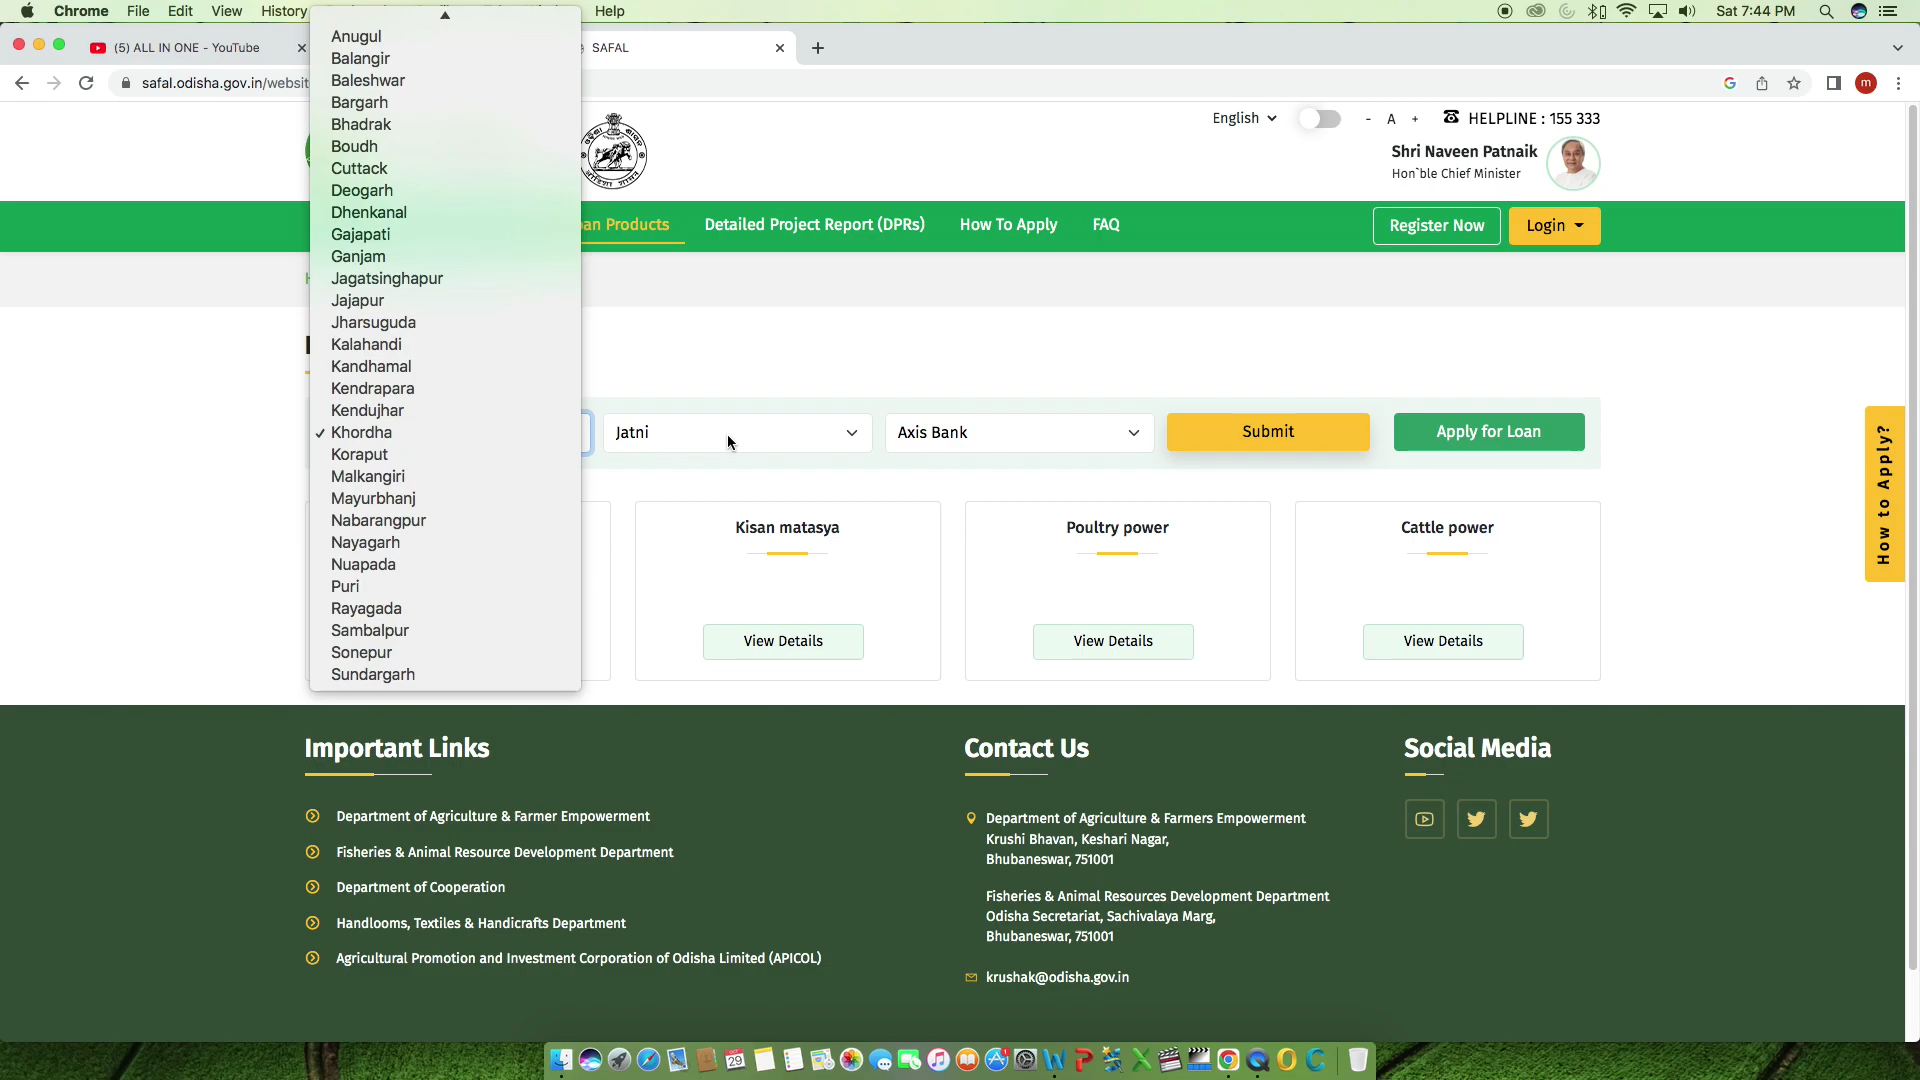 Chrome File Edit View History Help Sat 7:44 PM
(5) ALL IN ONE - YouTube
SAFAL
safal.odisha.gov.in/websit
m
Anugul
Balangir
Baleshwar
Bargarh
Bhadrak
Boudh
Cuttack
Deogarh
Dhenkanal
Gajapati
Ganjam
Jagatsinghapur
Jajapur
Jharsuguda
Kalahandi
Kandhamal
Kendrapara
Kendujhar
✓ Khordha
Koraput
Malkangiri
Mayurbhanj
Nabarangpur
Nayagarh
Nuapada
Puri
Rayagada
Sambalpur
Sonepur
Sundargarh
English - A + HELPLINE : 155 333
Shri Naveen Patnaik
Hon`ble Chief Minister
an Products Detailed Project Report (DPRs) How To Apply FAQ Register Now Login
Jatni Axis Bank Submit Apply for Loan
How to Apply?
Kisan matasya Poultry power Cattle power
View Details View Details View Details
Important Links
Department of Agriculture & Farmer Empowerment
Fisheries & Animal Resource Development Department
Department of Cooperation
Handlooms, Textiles & Handicrafts Department
Agricultural Promotion and Investment Corporation of Odisha Limited (APICOL)
Contact Us
Department of Agriculture & Farmers Empowerment
Krushi Bhavan, Keshari Nagar,
Bhubaneswar, 751001
Fisheries & Animal Resources Development Department
Odisha Secretariat, Sachivalaya Marg,
Bhubaneswar, 751001
krushak@odisha.gov.in
Social Media